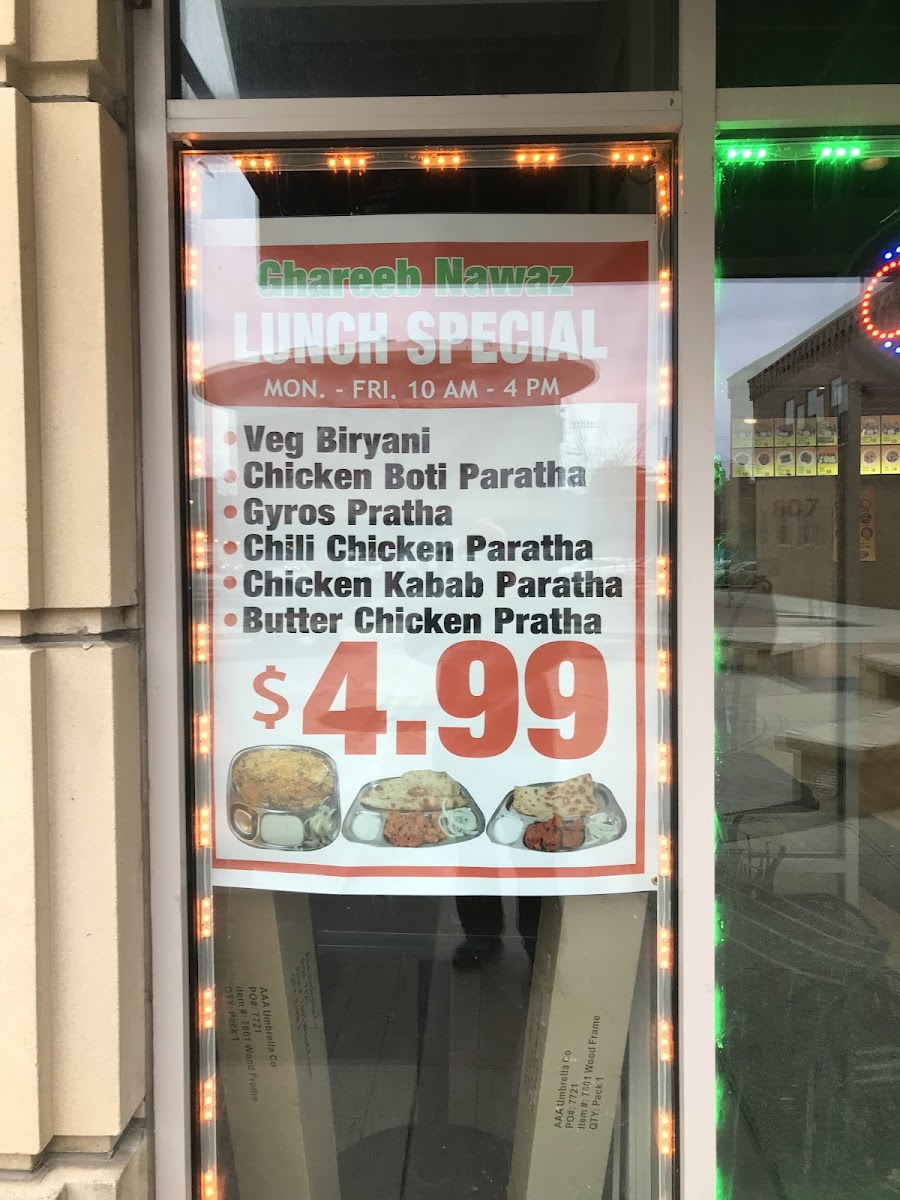 Ghareeb Nawaz
LUNCH SPECIAL
MON. - FRI. 10 AM - 4 PM
• Veg Biryani
• Chicken Boti Paratha
• Gyros Pratha
• Chili Chicken Paratha
• Chicken Kabab Paratha
• Butter Chicken Pratha
$4.99
807
AAA Umbrella Co
PO#: 7721
Item #: 7601 Wood Frame
QTY: Pack 1
AAA Umbrella Co
PO#: 7721
Item #: 7601 Wood Frame
QTY: Pack 1